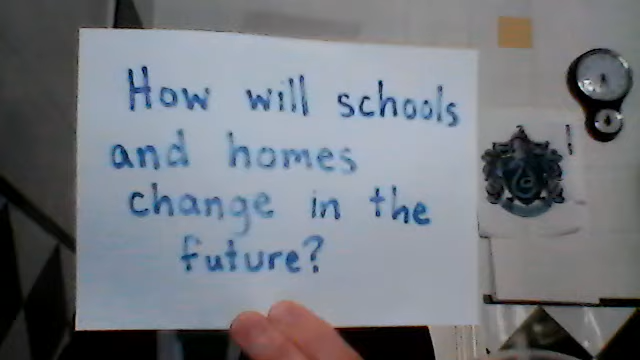 How will schools
and homes
change in the
future?